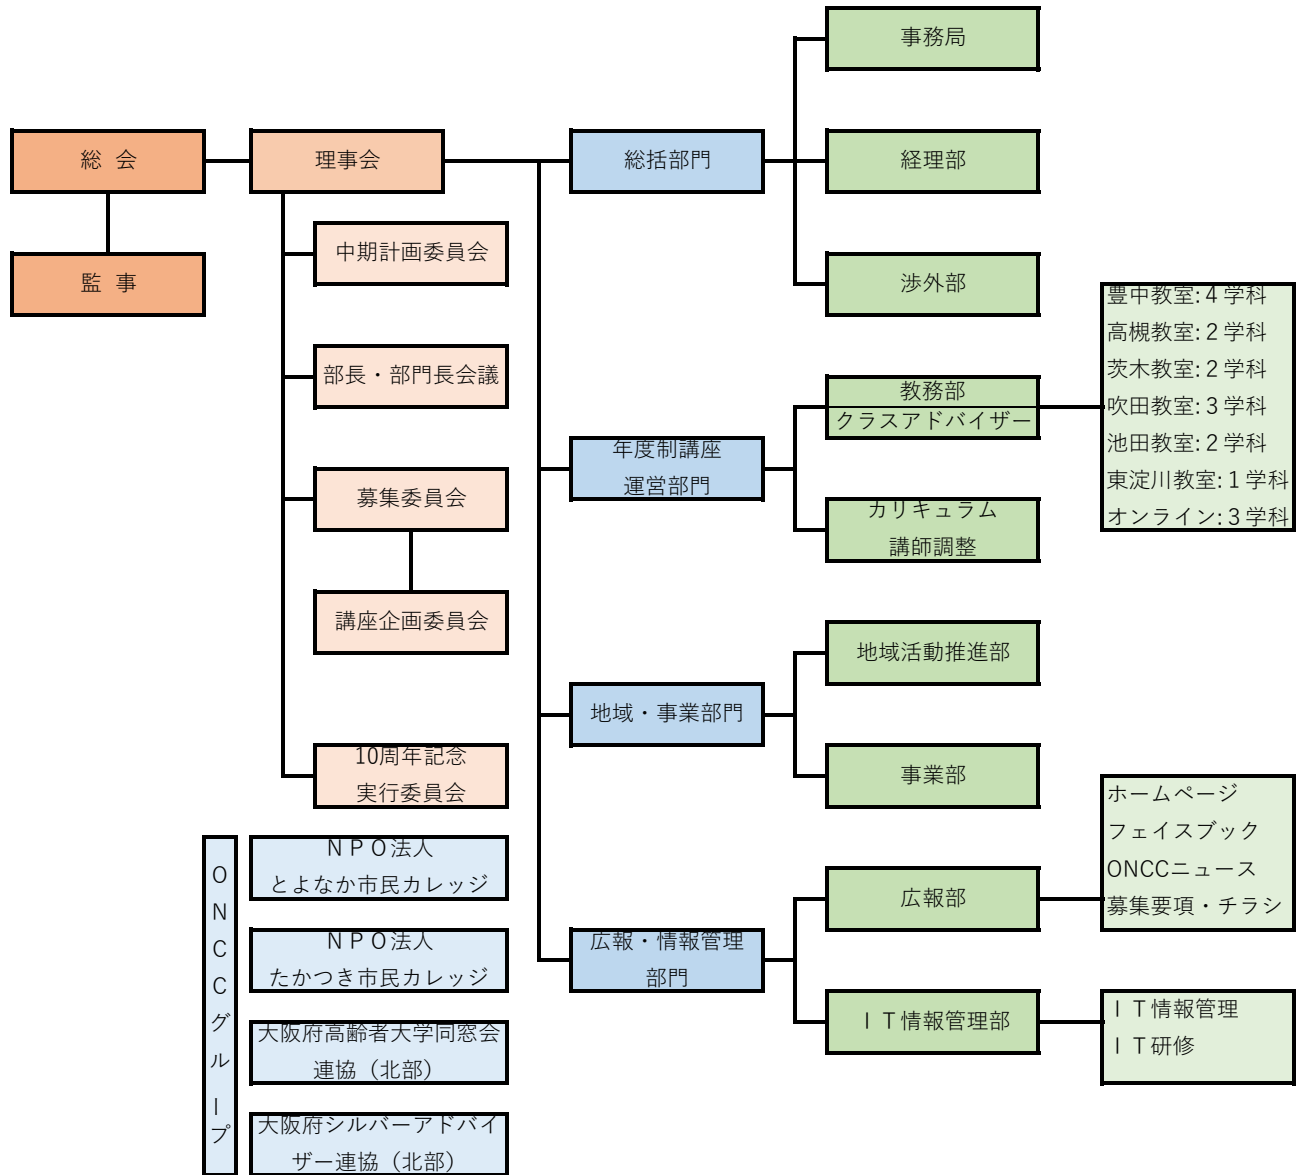 事務局
総 会
理事会
総括部門
経理部
中期計画委員会
監 事
渉外部
豊中教室:４学科
高槻教室:２学科
茨木教室:２学科
吹田教室:３学科
池田教室:２学科
東淀川教室:１学科
オンライン:３学科
部長・部門長会議
教務部
クラスアドバイザー
年度制講座
運営部門
募集委員会
カリキュラム
講師調整
講座企画委員会
地域活動推進部
地域・事業部門
10周年記念
実行委員会
事業部
ホームページ
フェイスブック
ONCCニュース
募集要項・チラシ
ＯＮＣＣグループ
ＮＰＯ法人
とよなか市民カレッジ
広報部
ＮＰＯ法人
たかつき市民カレッジ
広報・情報管理
部門
大阪府高齢者大学同窓会
連協（北部）
ＩＴ情報管理部
ＩＴ情報管理
ＩＴ研修
大阪府シルバーアドバイ
ザー連協（北部）